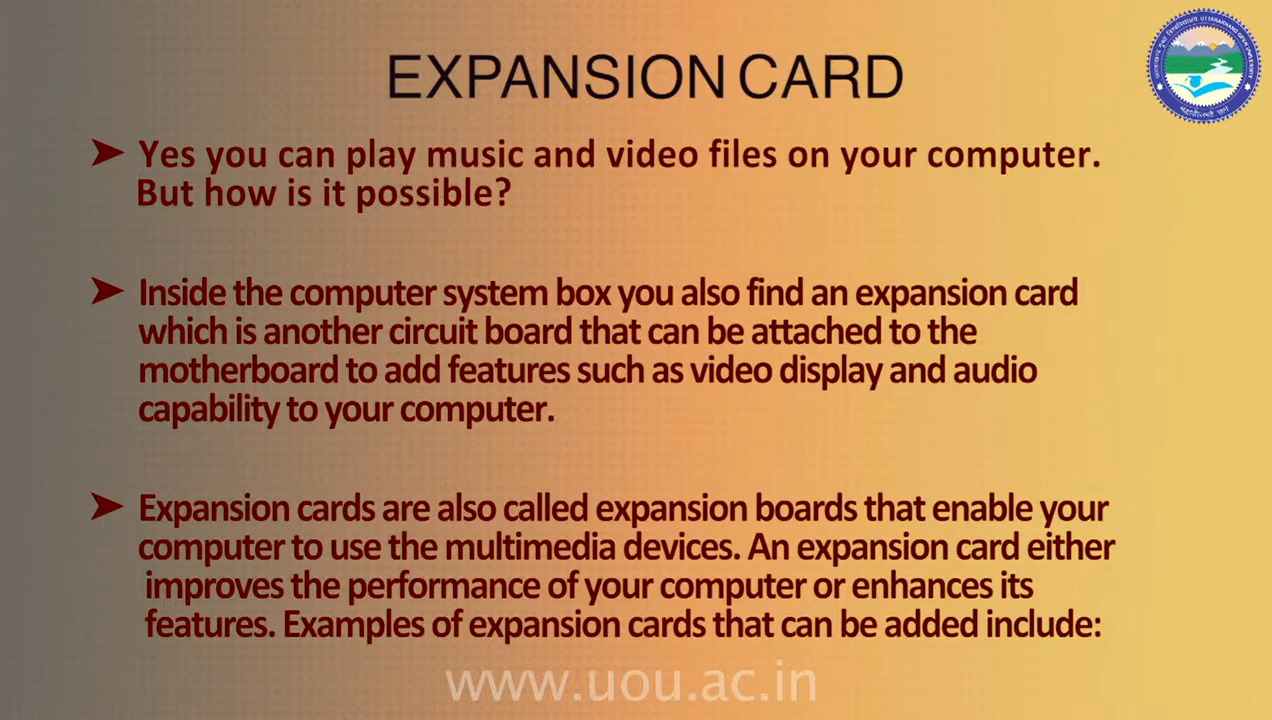 EXPANSION CARD
➤ Yes you can play music and video files on your computer.
But how is it possible?
➤ Inside the computer system box you also find an expansion card
which is another circuit board that can be attached to the
motherboard to add features such as video display and audio
capability to your computer.
➤ Expansion cards are also called expansion boards that enable your
computer to use the multimedia devices. An expansion card either
improves the performance of your computer or enhances its
features. Examples of expansion cards that can be added include:
www.uou.ac.in